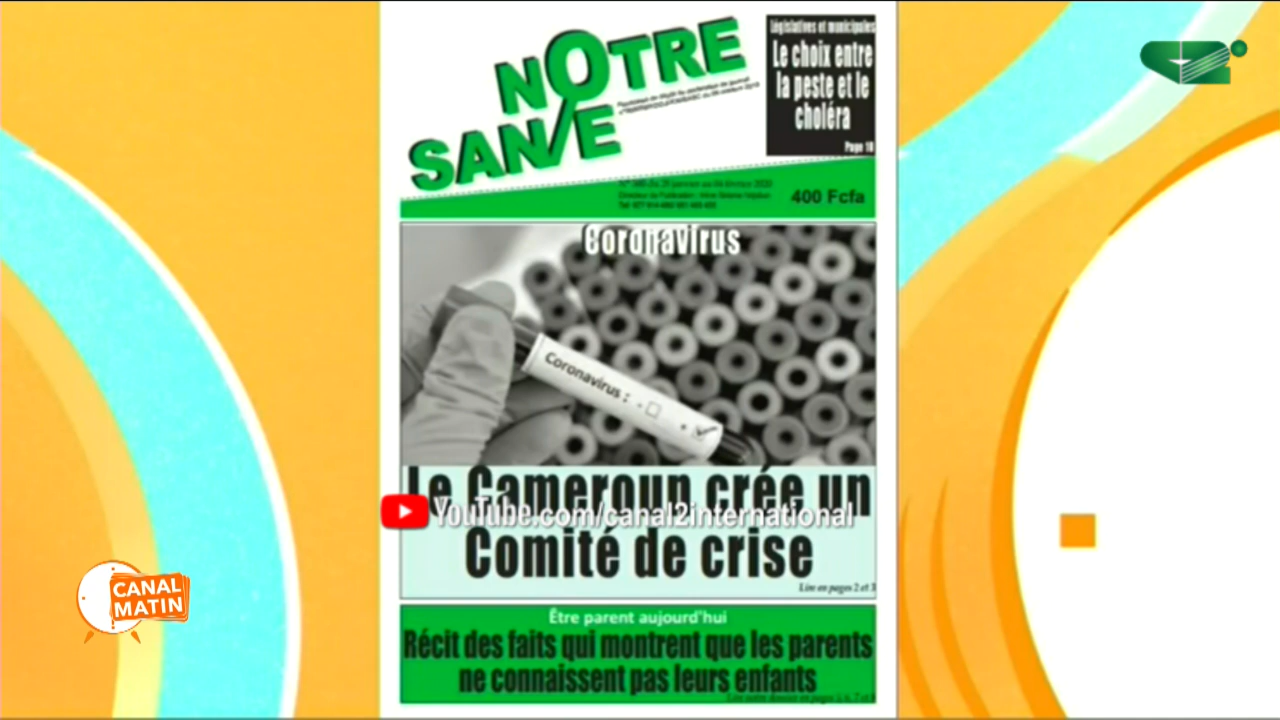 NOTRE
SANTE
Législatives et municipales
Le choix entre
la peste et le
choléra
Page 10
400 Fcfa
Coronavirus
Coronavirus :
- +
Le Cameroun crée un
YouTube.com/canal2international
Comité de crise
Lire en pages 2 et 3
Être parent aujourd'hui
Récit des faits qui montrent que les parents
ne connaissent pas leurs enfants
CANAL
MATIN